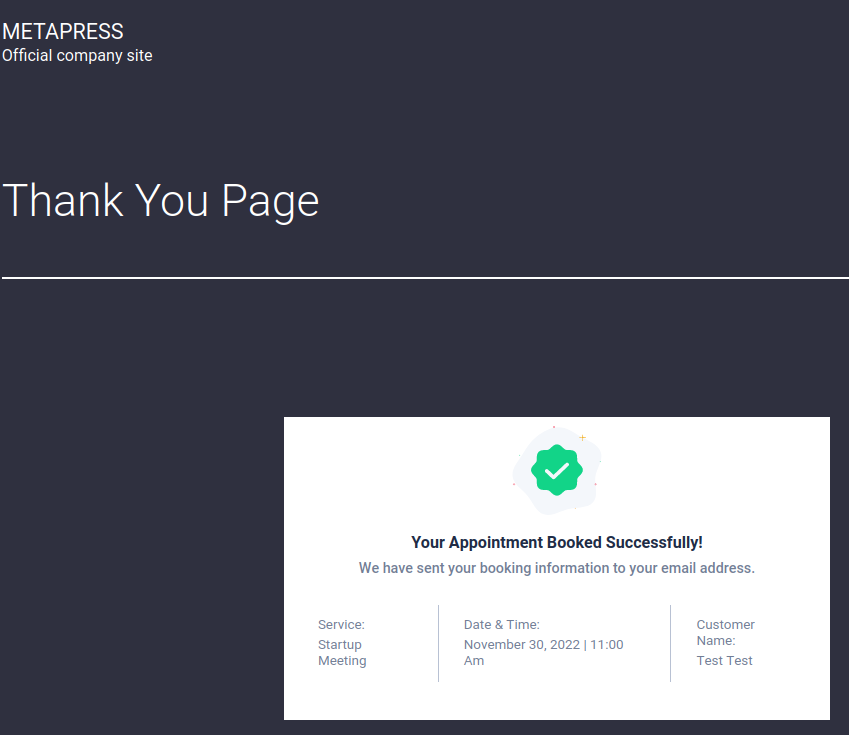 METAPRESS
Official company site
Thank You Page
Your Appointment Booked Successfully!
We have sent your booking information to your email address.
Service:
Startup
Meeting
Date & Time:
November 30, 2022 | 11:00
Am
Customer
Name:
Test Test